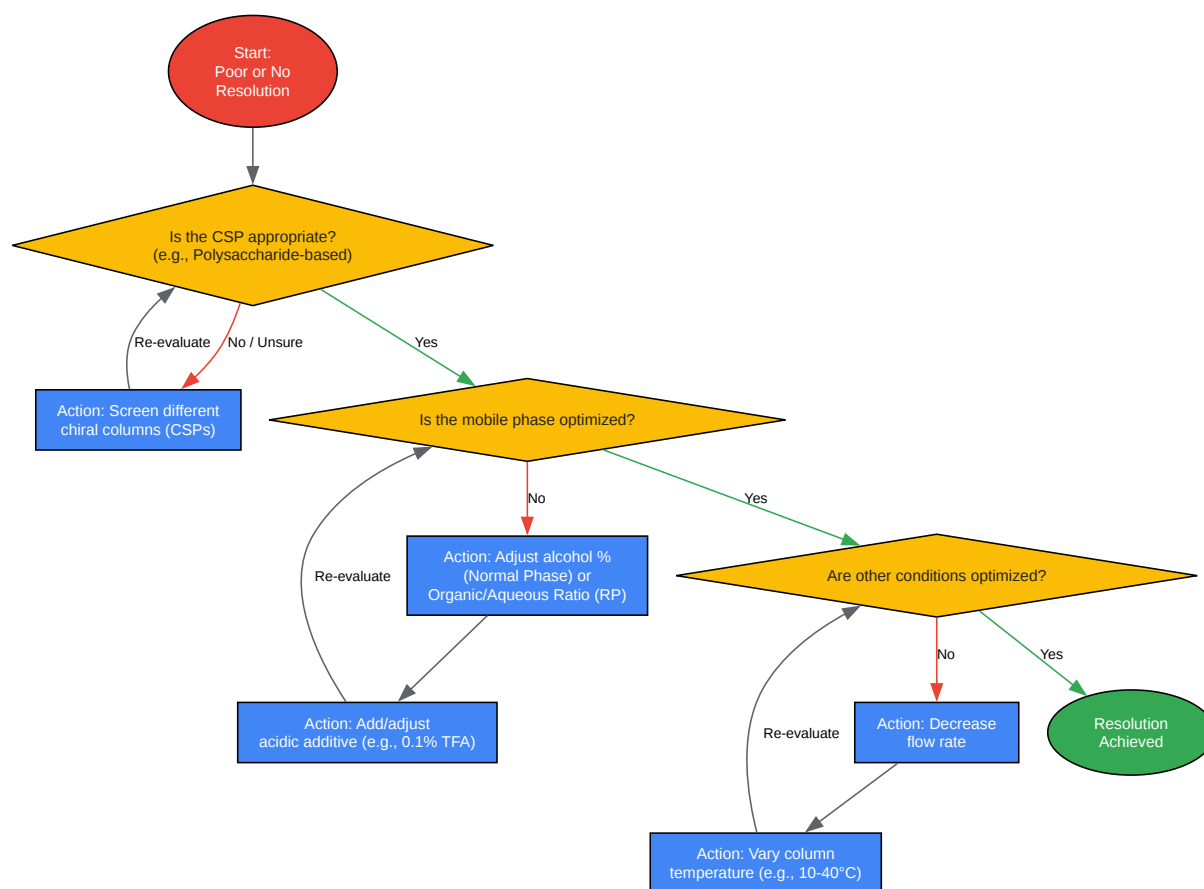 Start:
Poor or No
Resolution
Is the CSP appropriate?
(e.g., Polysaccharide-based)
Re-evaluate
No / Unsure
Yes
Action: Screen different
chiral columns (CSPs)
Is the mobile phase optimized?
No
Yes
Action: Adjust alcohol %
(Normal Phase) or
Organic/Aqueous Ratio (RP)
Re-evaluate
Are other conditions optimized?
No
Yes
Action: Add/adjust
acidic additive (e.g., 0.1% TFA)
Re-evaluate
Action: Decrease
flow rate
Resolution
Achieved
Action: Vary column
temperature (e.g., 10-40°C)